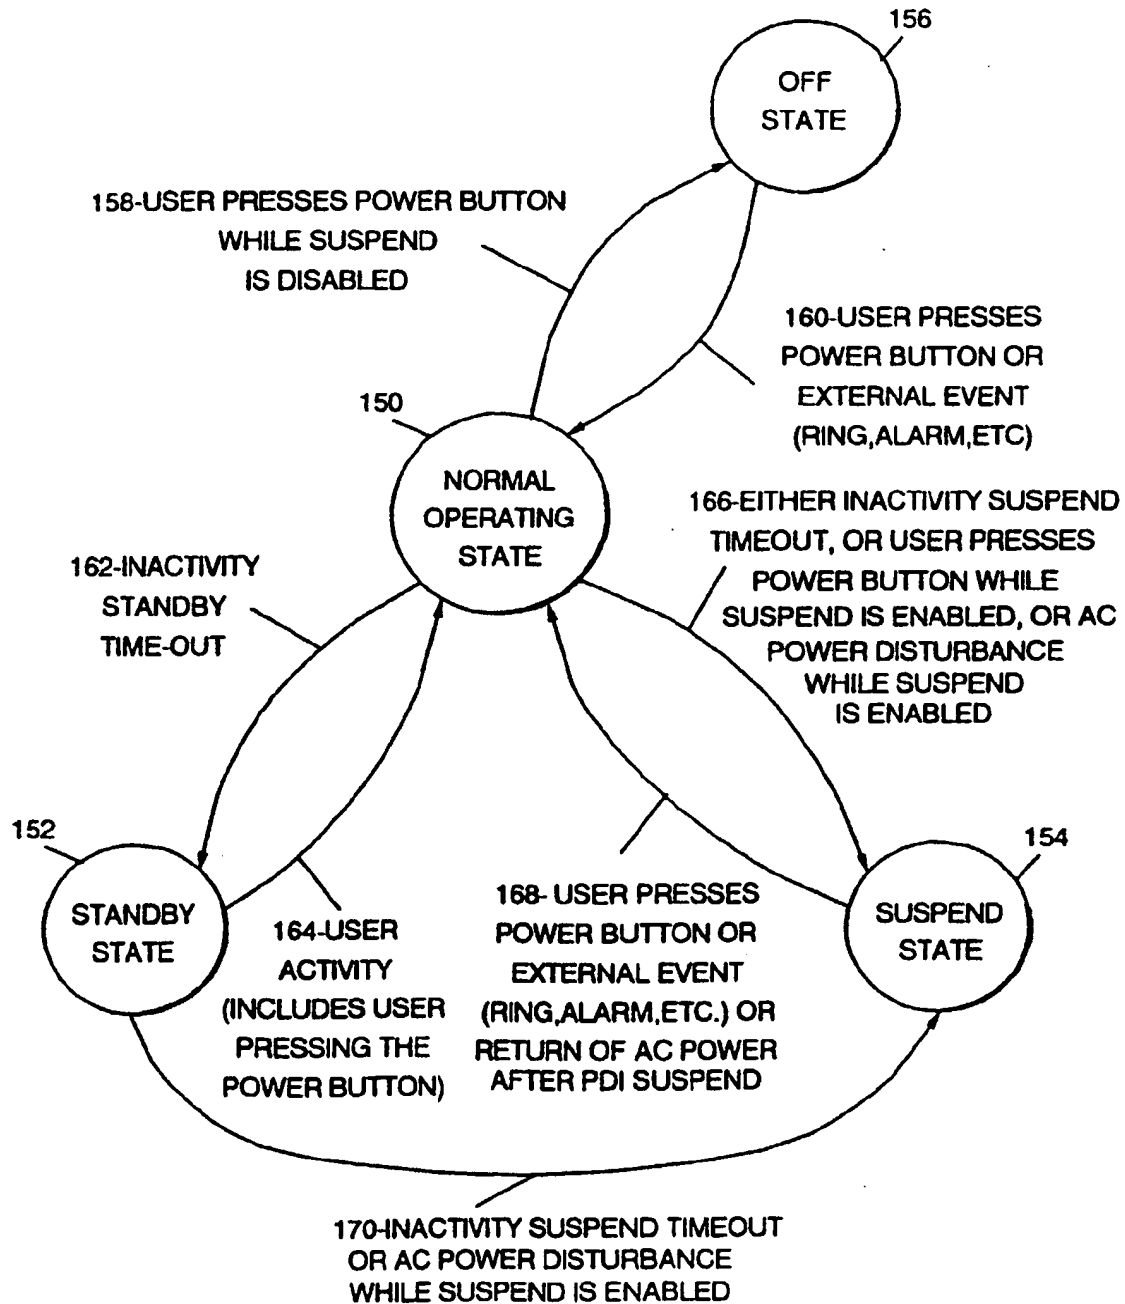 156
OFF
STATE
158-USER PRESSES POWER BUTTON
WHILE SUSPEND
IS DISABLED
160-USER PRESSES
POWER BUTTON OR
EXTERNAL EVENT
(RING,ALARM,ETC)
150
NORMAL
OPERATING
STATE
166-EITHER INACTIVITY SUSPEND
TIMEOUT, OR USER PRESSES
POWER BUTTON WHILE
SUSPEND IS ENABLED, OR AC
POWER DISTURBANCE
WHILE SUSPEND
IS ENABLED
162-INACTIVITY
STANDBY
TIME-OUT
152
STANDBY
STATE
164-USER
ACTIVITY
(INCLUDES USER
PRESSING THE
POWER BUTTON)
168- USER PRESSES
POWER BUTTON OR
EXTERNAL EVENT
(RING,ALARM,ETC.) OR
RETURN OF AC POWER
AFTER PDI SUSPEND
154
SUSPEND
STATE
170-INACTIVITY SUSPEND TIMEOUT
OR AC POWER DISTURBANCE
WHILE SUSPEND IS ENABLED